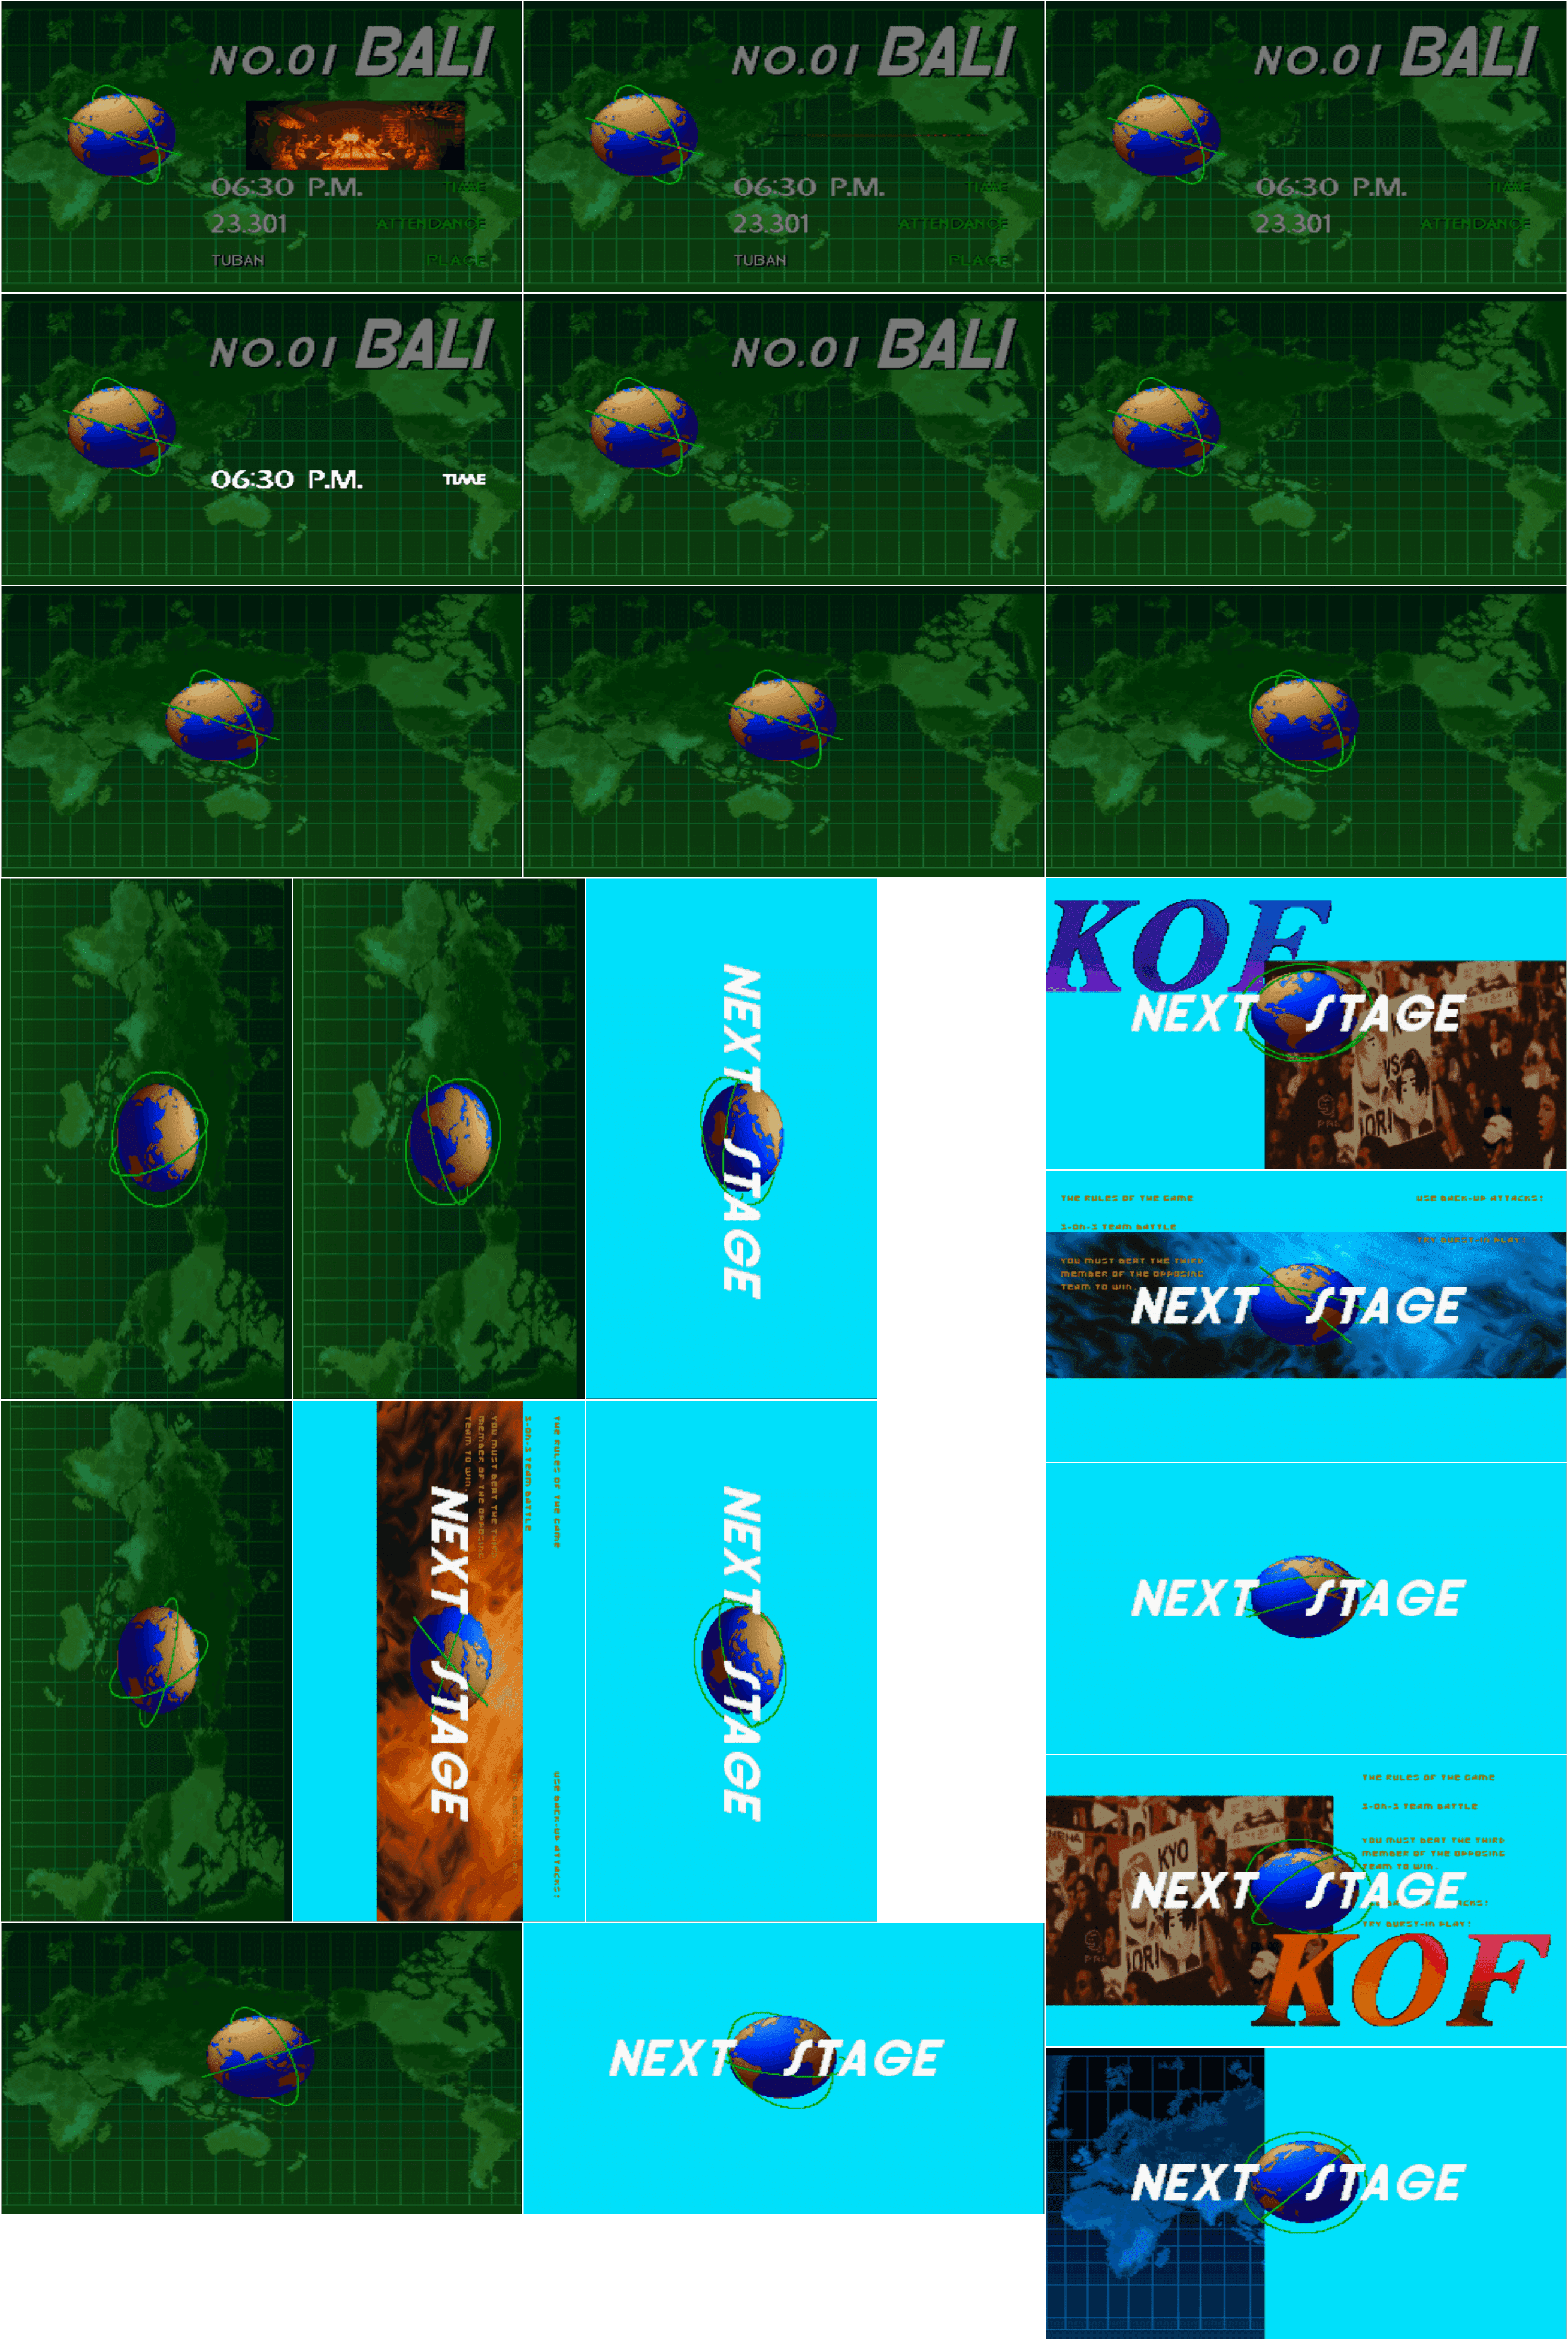 NO.01 BALI
06:30 P.M. TIME
23.301 ATTENDANCE
TUBAN PLACE
NO.01 BALI
06:30 P.M. TIME
23.301 ATTENDANCE
TUBAN PLACE
NO.01 BALI
06:30 P.M. TIME
23.301 ATTENDANCE
NO.01 BALI
06:30 P.M. TIME
NO.01 BALI
NEXT STAGE
KOF
NEXT STAGE
VS
IORI
PAL
THE RULES OF THE GAME
3-ON-3 TEAM BATTLE
YOU MUST BEAT THE THIRD
MEMBER OF THE OPPOSING
TEAM TO WIN.
USE BACK-UP ATTACKS!
TRY BURST-IN PLAY!
NEXT STAGE
THE RULES OF THE GAME
3-ON-3 TEAM BATTLE
YOU MUST BEAT THE THIRD
MEMBER OF THE OPPOSING
TEAM TO WIN.
USE BACK-UP ATTACKS!
NEXT STAGE
NEXT STAGE
NEXT STAGE
KYO
IORI
PAL
THE RULES OF THE GAME
3-ON-3 TEAM BATTLE
YOU MUST BEAT THE THIRD
MEMBER OF THE OPPOSING
TEAM TO WIN.
NEXT STAGE
TRY BURST-IN PLAY!
KOF
NEXT STAGE
NEXT STAGE